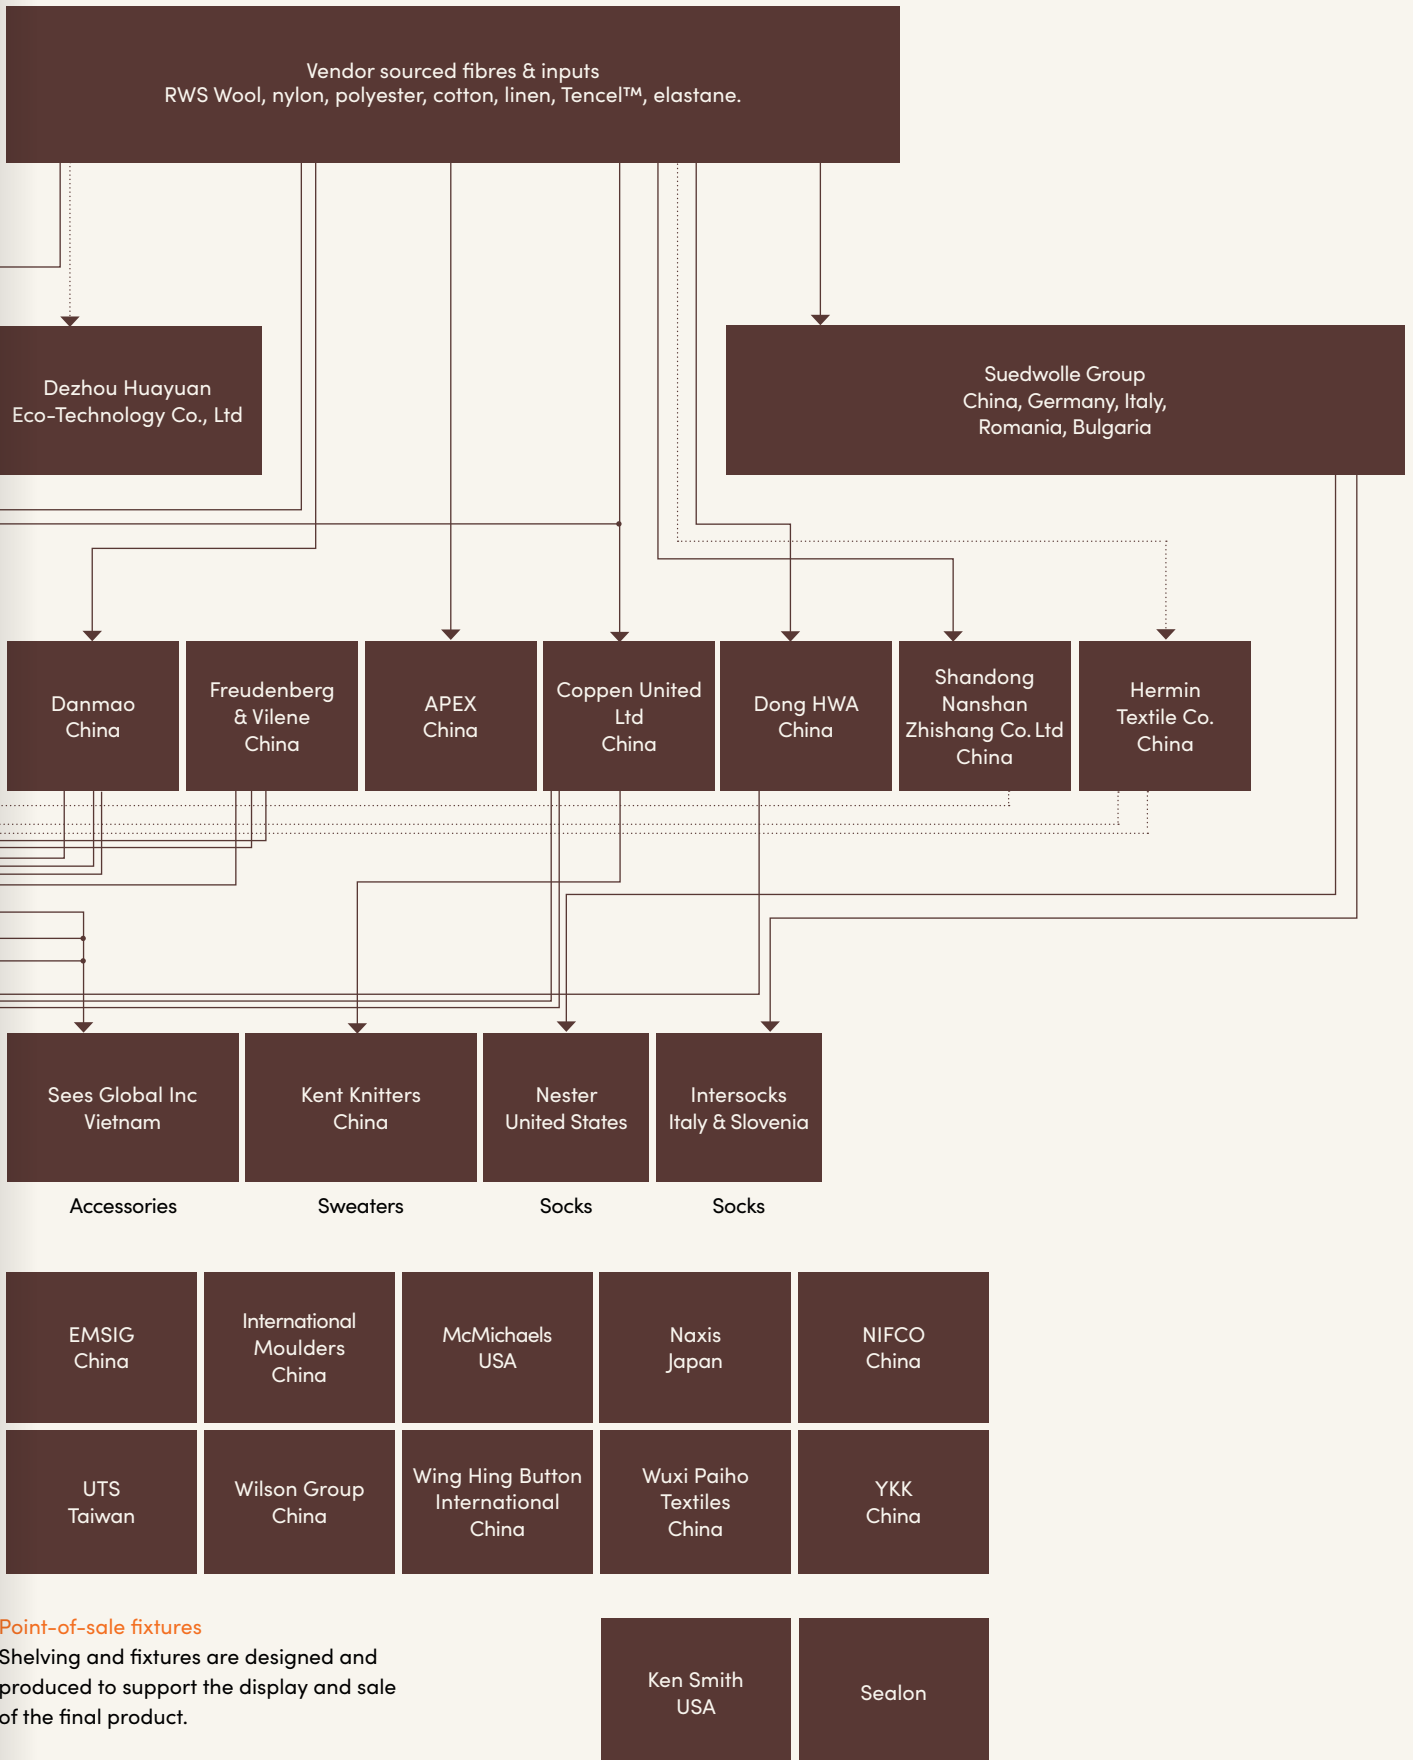 Vendor sourced fibres & inputs
RWS Wool, nylon, polyester, cotton, linen, Tencel™, elastane.
Dezhou Huayuan
Eco-Technology Co., Ltd
Suedwolle Group
China, Germany, Italy,
Romania, Bulgaria
Danmao
China
Freudenberg
& Vilene
China
APEX
China
Coppen United
Ltd
China
Dong HWA
China
Shandong
Nanshan
Zhishang Co. Ltd
China
Hermin
Textile Co.
China
Sees Global Inc
Vietnam
Kent Knitters
China
Nester
United States
Intersocks
Italy & Slovenia
Accessories
Sweaters
Socks
Socks
EMSIG
China
International
Moulders
China
McMichaels
USA
Naxis
Japan
NIFCO
China
UTS
Taiwan
Wilson Group
China
Wing Hing Button
International
China
Wuxi Paiho
Textiles
China
YKK
China
Point-of-sale fixtures
Shelving and fixtures are designed and
produced to support the display and sale
of the final product.
Ken Smith
USA
Sealon